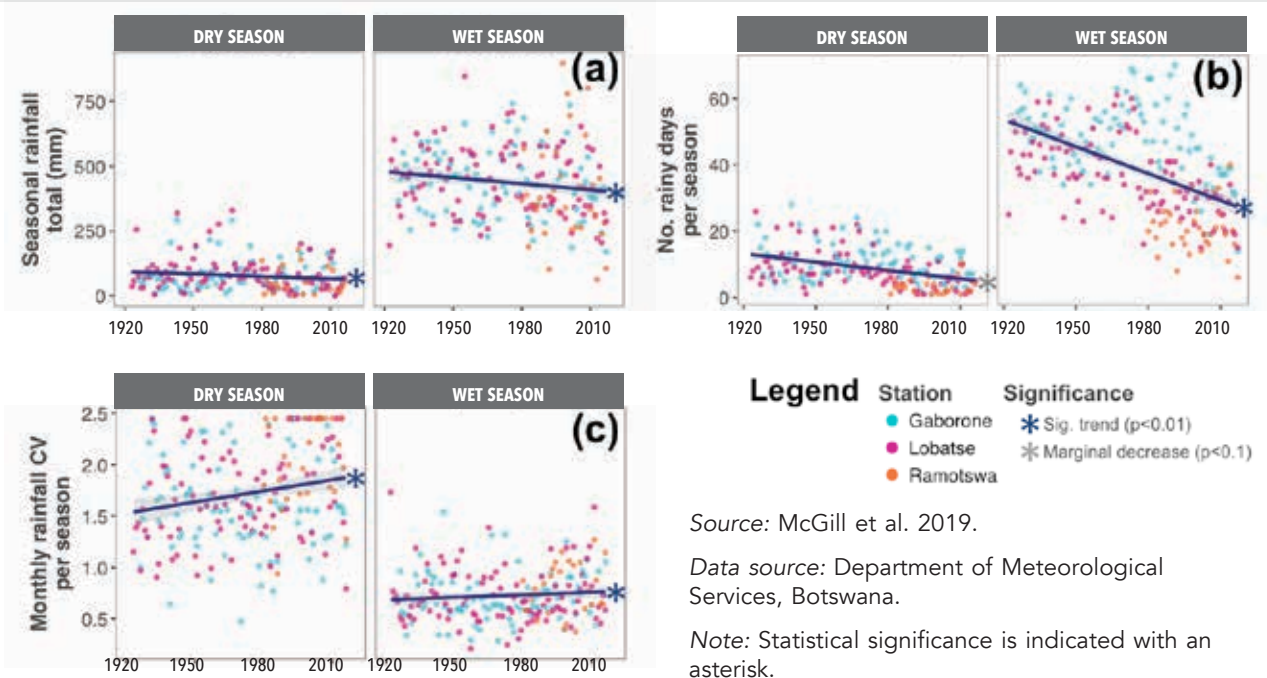 DRY SEASON
WET SEASON
(a)
Seasonal rainfall
total (mm)
750
500
250
0
1920 1950 1980 2010
1920 1950 1980 2010
DRY SEASON
WET SEASON
(b)
No. rainy days
per season
60
40
20
0
1920 1950 1980 2010
1920 1950 1980 2010
DRY SEASON
WET SEASON
(c)
Monthly rainfall CV
per season
2.5
2.0
1.5
1.0
0.5
1920 1950 1980 2010
1920 1950 1980 2010
Legend Station Significance
Gaborone
Sig. trend (p<0.01)
Lobatse
Marginal decrease (p<0.1)
Ramotswa
Source: McGill et al. 2019.
Data source: Department of Meteorological
Services, Botswana.
Note: Statistical significance is indicated with an
asterisk.